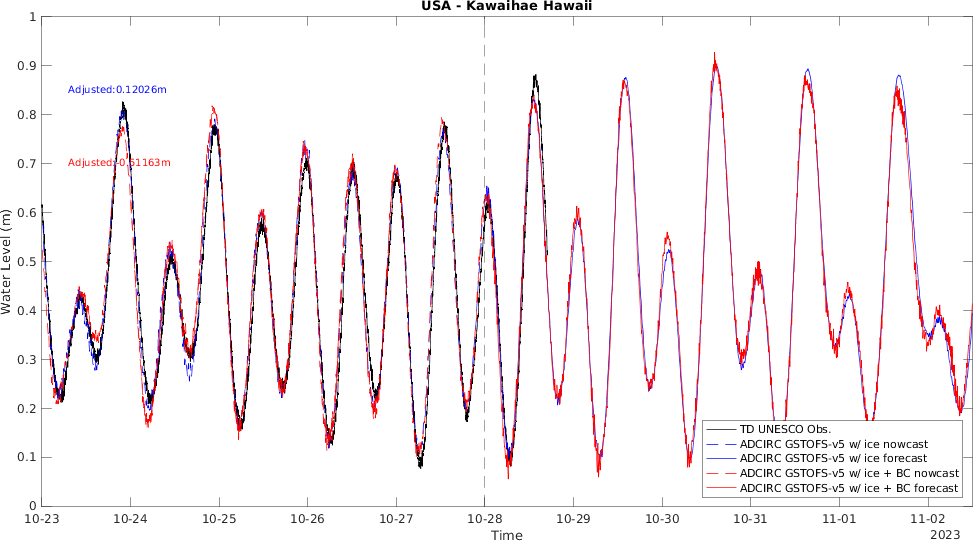 USA - Kawaihae Hawaii
Water Level (m)
1
0.9
0.8
0.7
0.6
0.5
0.4
0.3
0.2
0.1
0
Adjusted:0.12026m
Adjusted:-0.61163m
TD UNESCO Obs.
ADCIRC GSTOFS-v5 w/ ice nowcast
ADCIRC GSTOFS-v5 w/ ice forecast
ADCIRC GSTOFS-v5 w/ ice + BC nowcast
ADCIRC GSTOFS-v5 w/ ice + BC forecast
10-23 10-24 10-25 10-26 10-27 10-28 10-29 10-30 10-31 11-01 11-02
Time
2023